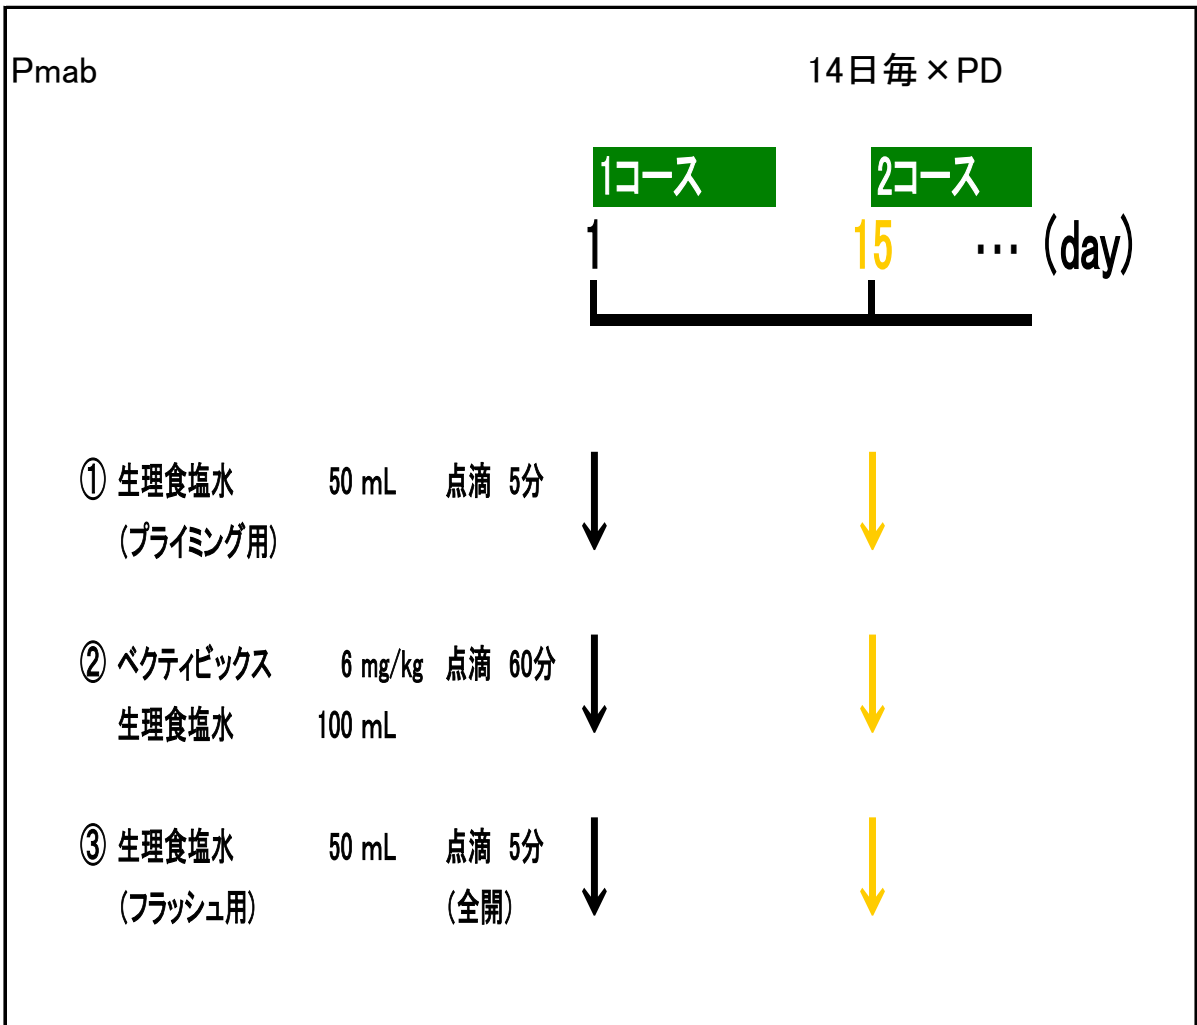 Pmab 14日毎×PD
1コース 2コース
1 15 … (day)
① 生理食塩水 50 mL 点滴 5分
(プライミング用)
② ベクティビックス 6 mg/kg 点滴 60分
生理食塩水 100 mL
③ 生理食塩水 50 mL 点滴 5分
(フラッシュ用) (全開)